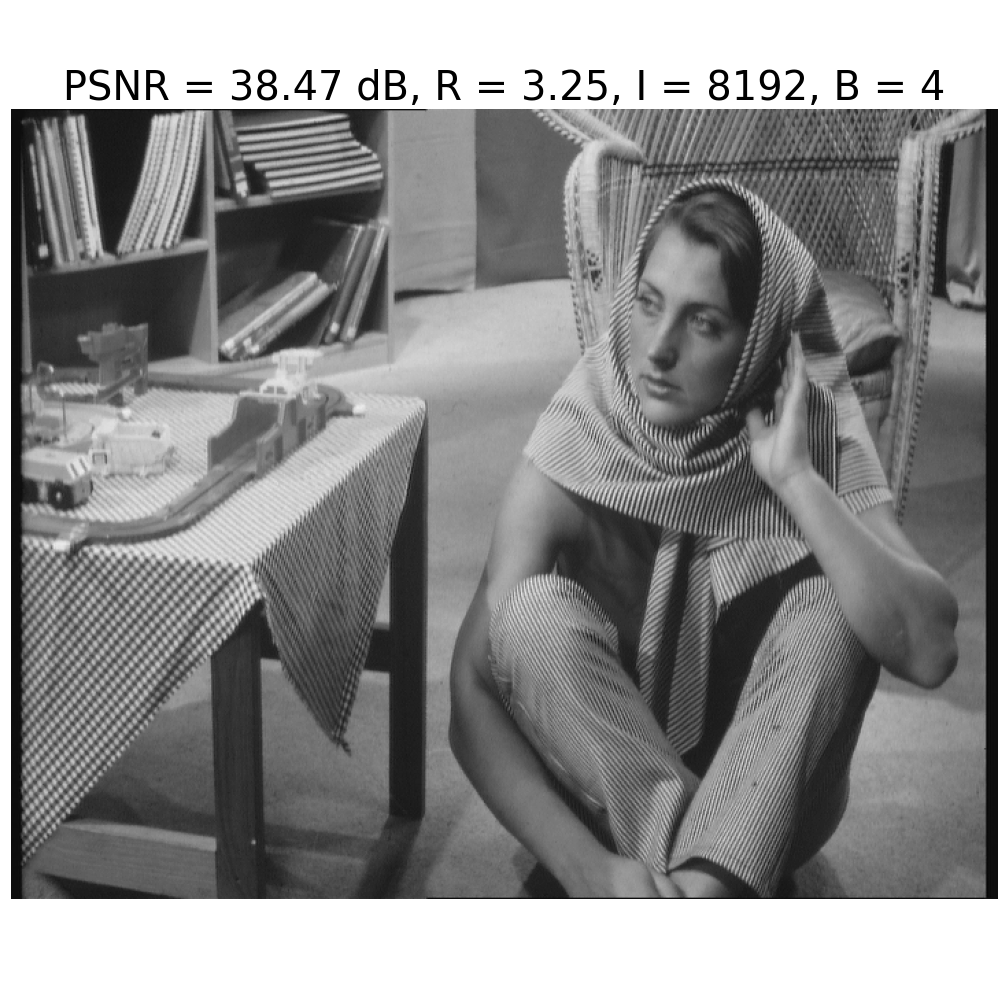 PSNR = 38.47 dB, R = 3.25, I = 8192, B = 4